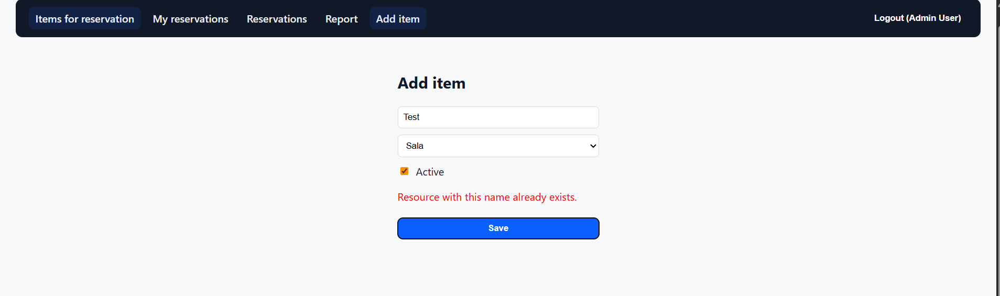 Items for reservation My reservations Reservations Report Add item Logout (Admin User)
Add item
Test
Sala
Active
Resource with this name already exists.
Save